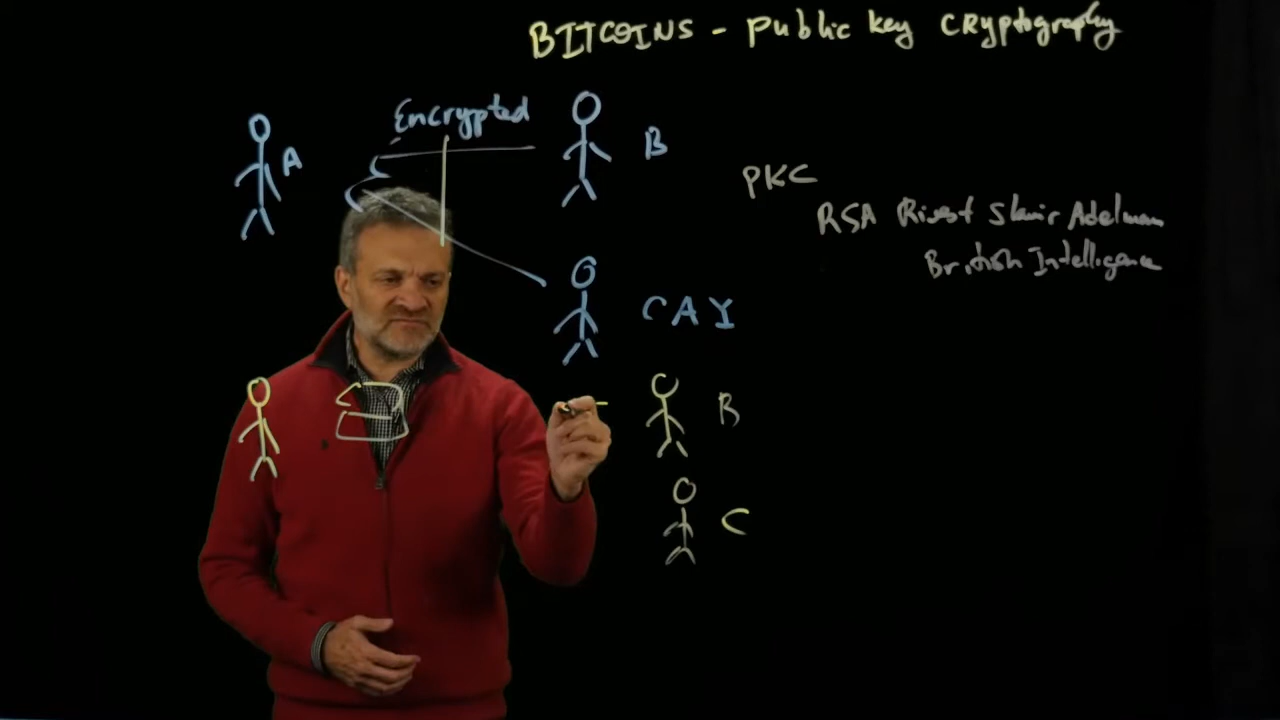 BITCOINS - Public Key CRyptography
Encrypted
A
B
PKC
RSA Rivest Shamir Adelman
British Intelligence
CAY
B
C